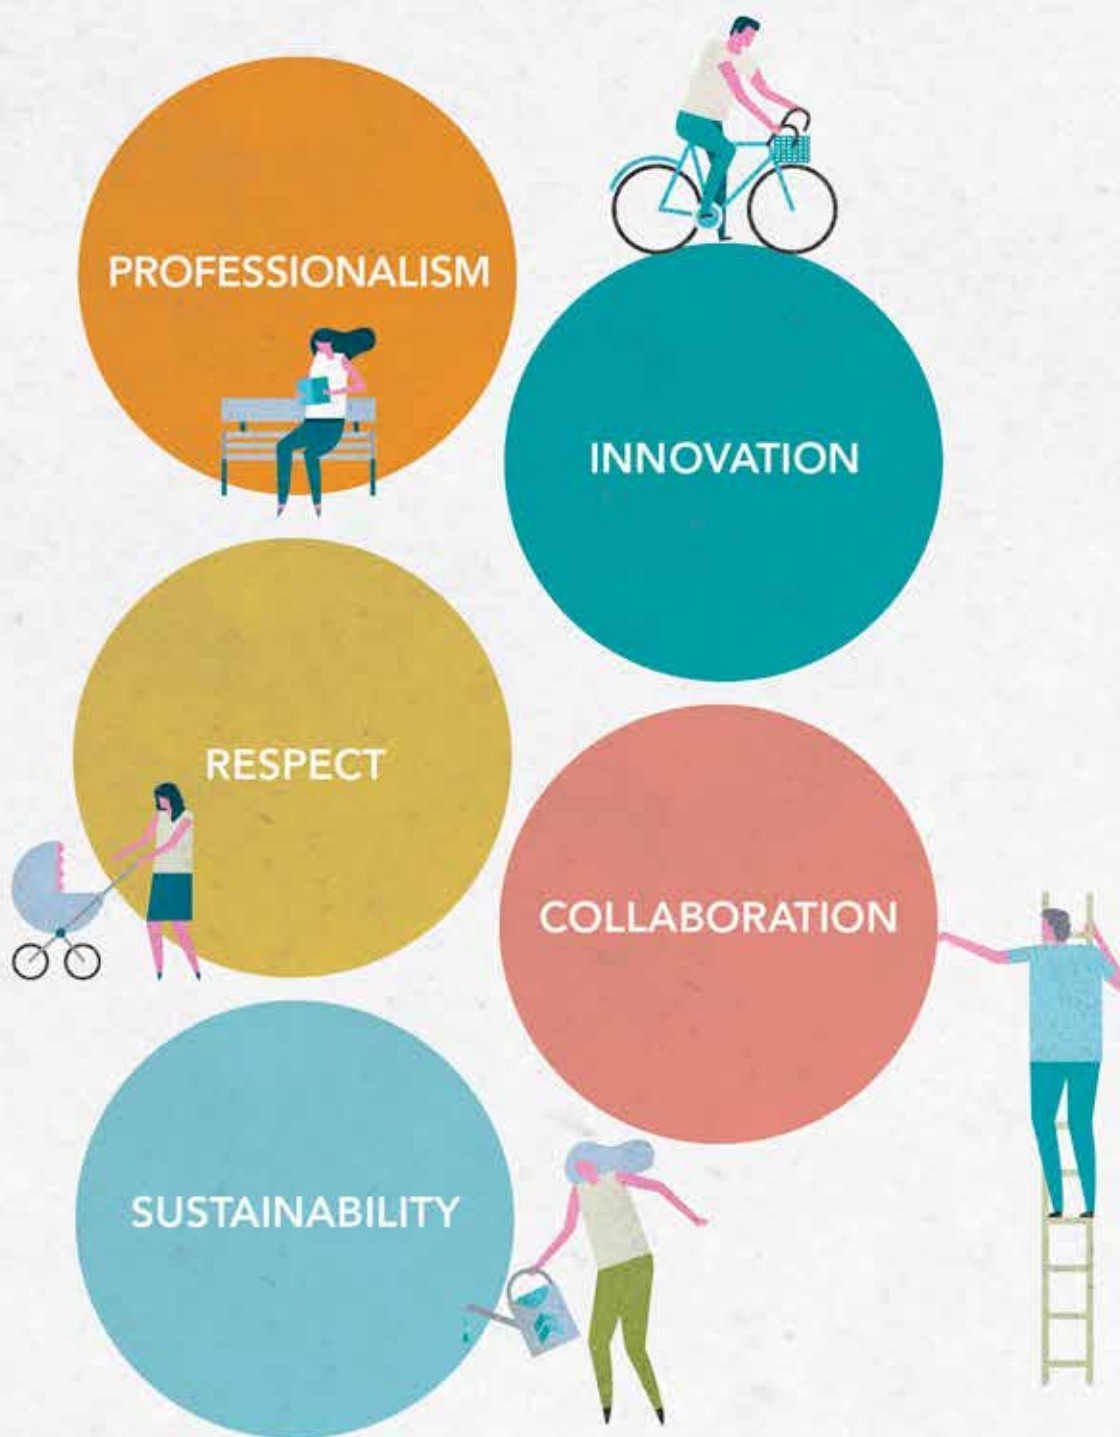 PROFESSIONALISM
INNOVATION
RESPECT
COLLABORATION
SUSTAINABILITY